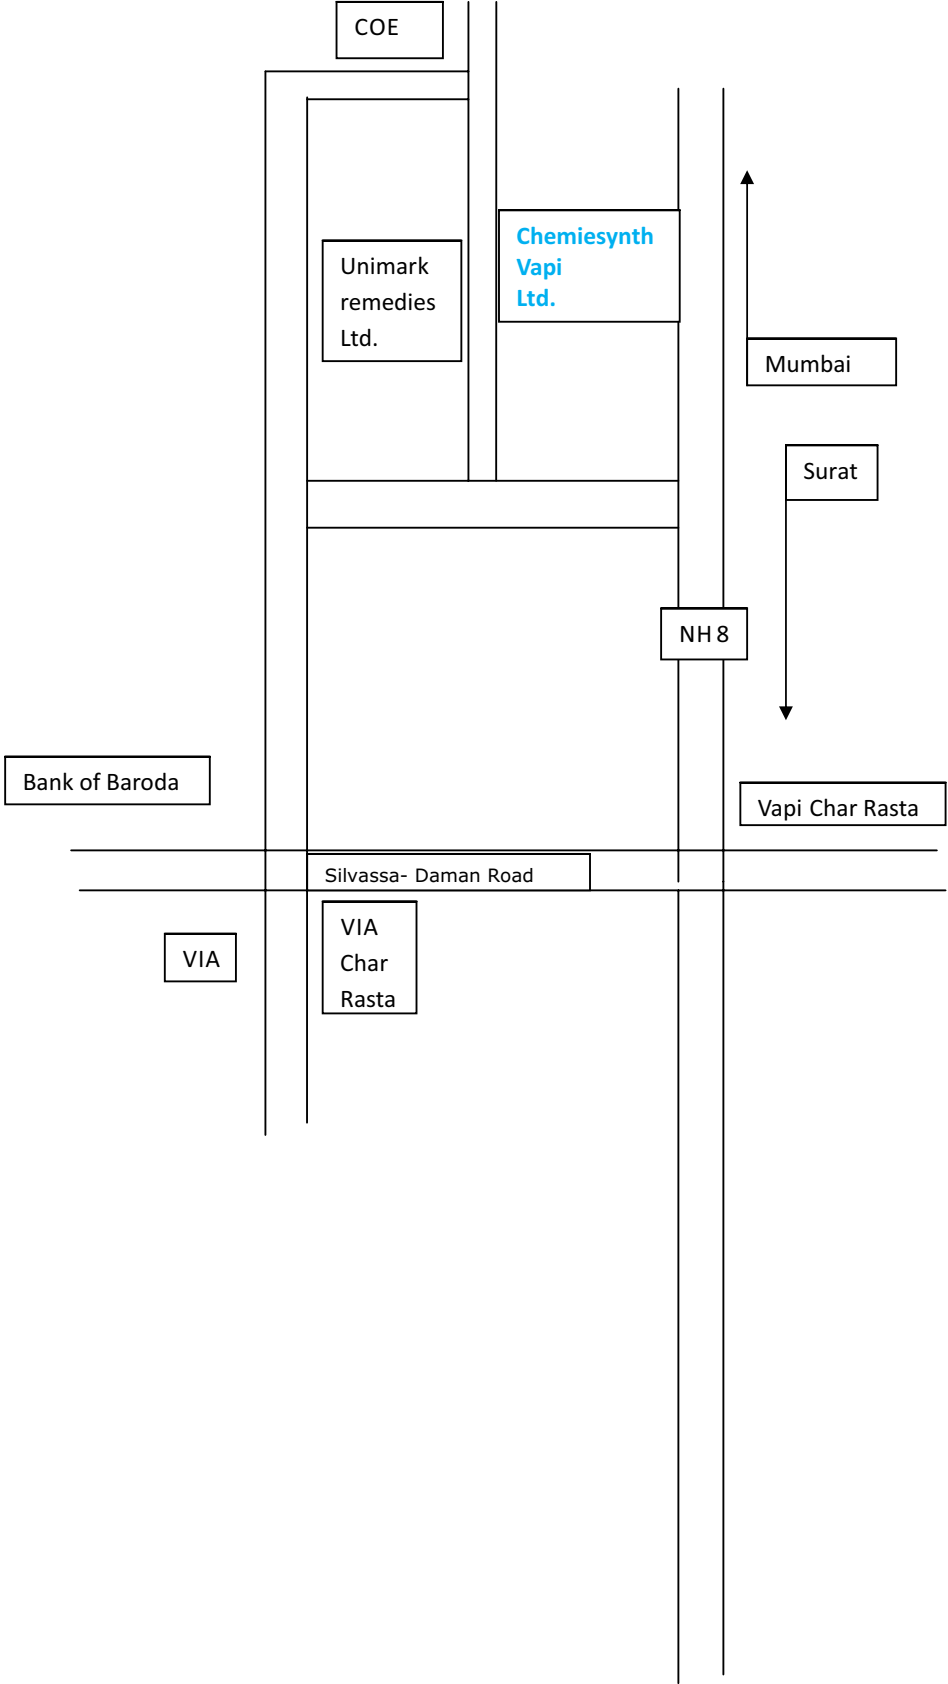 COE
Chemiesynth
Vapi
Ltd.
Unimark
remedies
Ltd.
Mumbai
Surat
NH 8
Bank of Baroda
Vapi Char Rasta
Silvassa- Daman Road
VIA
Char
Rasta
VIA